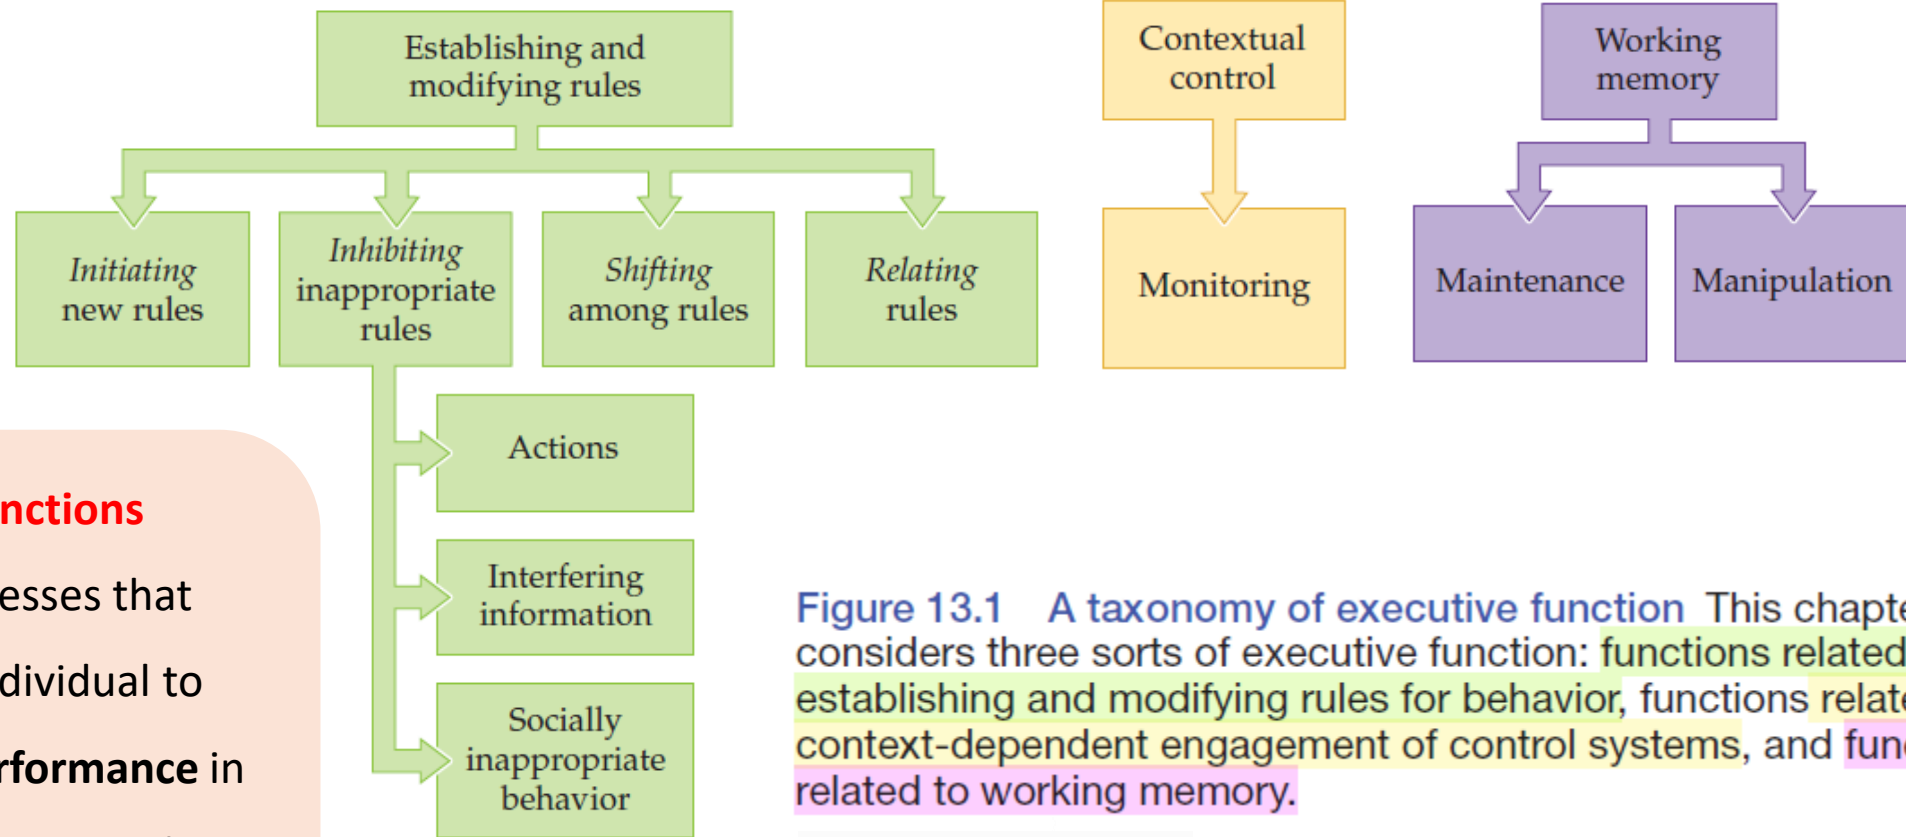 Establishing and
modifying rules
Contextual
control
Working
memory
Initiating
new rules
Inhibiting
inappropriate
rules
Shifting
among rules
Relating
rules
Monitoring
Maintenance
Manipulation
Actions
Interfering
information
Socially
inappropriate
behavior
nctions
esses that
dividual to
rformance in
Figure 13.1 A taxonomy of executive function This chapte
considers three sorts of executive function: functions related
establishing and modifying rules for behavior, functions relate
context-dependent engagement of control systems, and func
related to working memory.